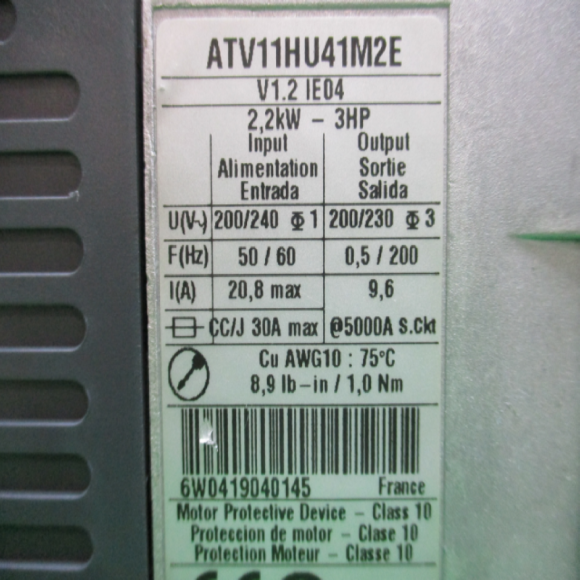 ATV11HU41M2E
V1.2 IE04
2,2kW – 3HP
Input Output
Alimentation Sortie
Entrada Salida
U(V~) 200/240 Φ 1 200/230 Φ 3
F(Hz) 50 / 60 0,5 / 200
I(A) 20,8 max 9,6
CC/J 30A max @5000A S.Ckt
Cu AWG10 : 75°C
8,9 lb–in / 1,0 Nm
6W0419040145 France
Motor Protective Device – Class 10
Proteccion de motor – Clase 10
Protection Moteur – Classe 10